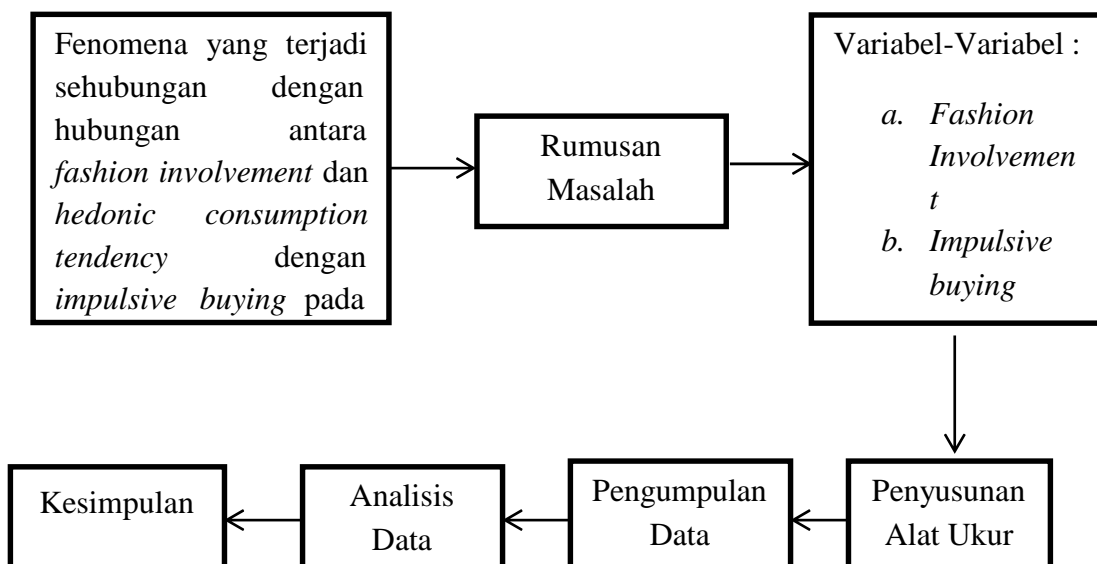 Fenomena yang terjadi
sehubungan dengan
hubungan antara
fashion involvement dan
hedonic consumption
tendency dengan
impulsive buying pada
Rumusan
Masalah
Variabel-Variabel :
a. Fashion
Involvemen
t
b. Impulsive
buying
Penyusunan
Alat Ukur
Pengumpulan
Data
Analisis
Data
Kesimpulan